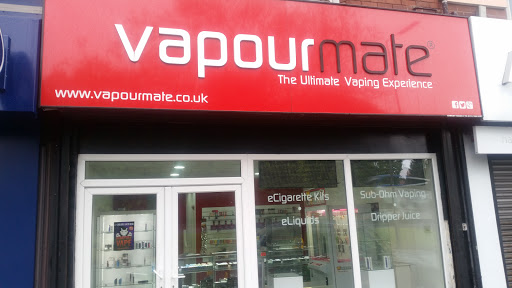 vapourmate
The Ultimate Vaping Experience
www.vapourmate.co.uk
eCigarette Kits
Sub-Ohm Vaping
eLiquids
Dripper Juice